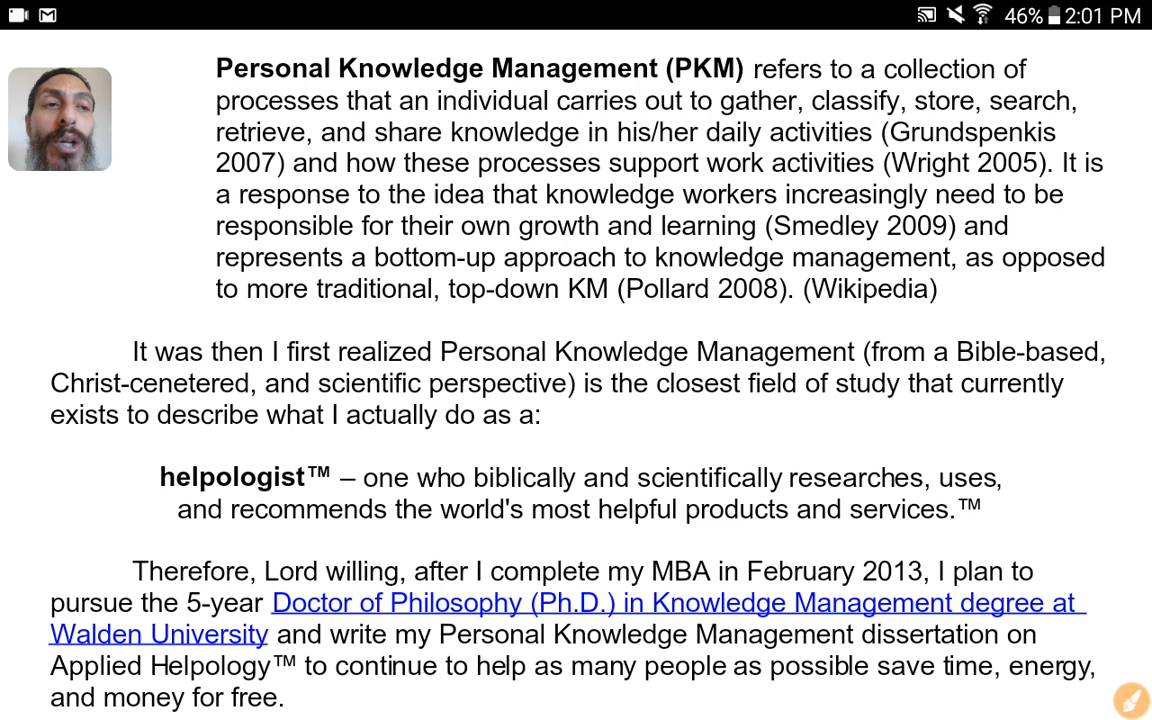 46% 2:01 PM
Personal Knowledge Management (PKM) refers to a collection of
processes that an individual carries out to gather, classify, store, search,
retrieve, and share knowledge in his/her daily activities (Grundspenkis
2007) and how these processes support work activities (Wright 2005). It is
a response to the idea that knowledge workers increasingly need to be
responsible for their own growth and learning (Smedley 2009) and
represents a bottom-up approach to knowledge management, as opposed
to more traditional, top-down KM (Pollard 2008). (Wikipedia)
It was then I first realized Personal Knowledge Management (from a Bible-based,
Christ-cenetered, and scientific perspective) is the closest field of study that currently
exists to describe what I actually do as a:
helpologist™ – one who biblically and scientifically researches, uses,
and recommends the world's most helpful products and services.™
Therefore, Lord willing, after I complete my MBA in February 2013, I plan to
pursue the 5-year Doctor of Philosophy (Ph.D.) in Knowledge Management degree at
Walden University and write my Personal Knowledge Management dissertation on
Applied Helpology™ to continue to help as many people as possible save time, energy,
and money for free.